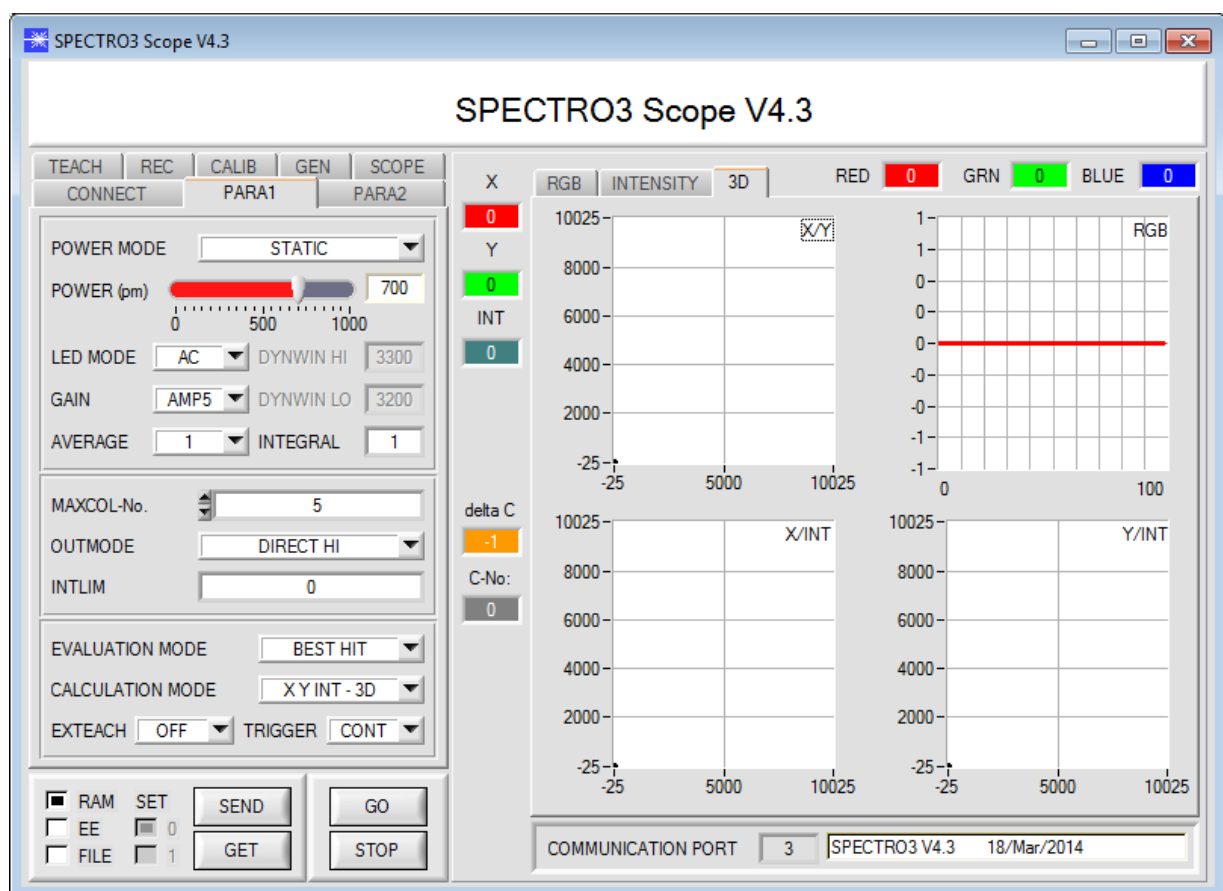 SPECTRO3 Scope V4.3
SPECTRO3 Scope V4.3
TEACH REC CALIB GEN SCOPE
CONNECT PARA1 PARA2
POWER MODE STATIC
POWER (pm) 700
0 500 1000
LED MODE AC DYNWIN HI 3300
GAIN AMP5 DYNWIN LO 3200
AVERAGE 1 INTEGRAL 1
MAXCOL-No. 5
OUTMODE DIRECT HI
INTLIM 0
EVALUATION MODE BEST HIT
CALCULATION MODE X Y INT - 3D
EXTEACH OFF TRIGGER CONT
RAM SET SEND GO
EE 0
FILE 1 GET STOP
X
0
Y
0
INT
0
delta C
-1
C-No:
0
RGB INTENSITY 3D RED 0 GRN 0 BLUE 0
X/Y
10025
8000
6000
4000
2000
-25
-25 5000 10025
RGB
1
1
0
0
0
-0
-0
-1
-1
0 100
X/INT
10025
8000
6000
4000
2000
-25
-25 5000 10025
Y/INT
10025
8000
6000
4000
2000
-25
-25 5000 10025
COMMUNICATION PORT 3 SPECTRO3 V4.3 18/Mar/2014